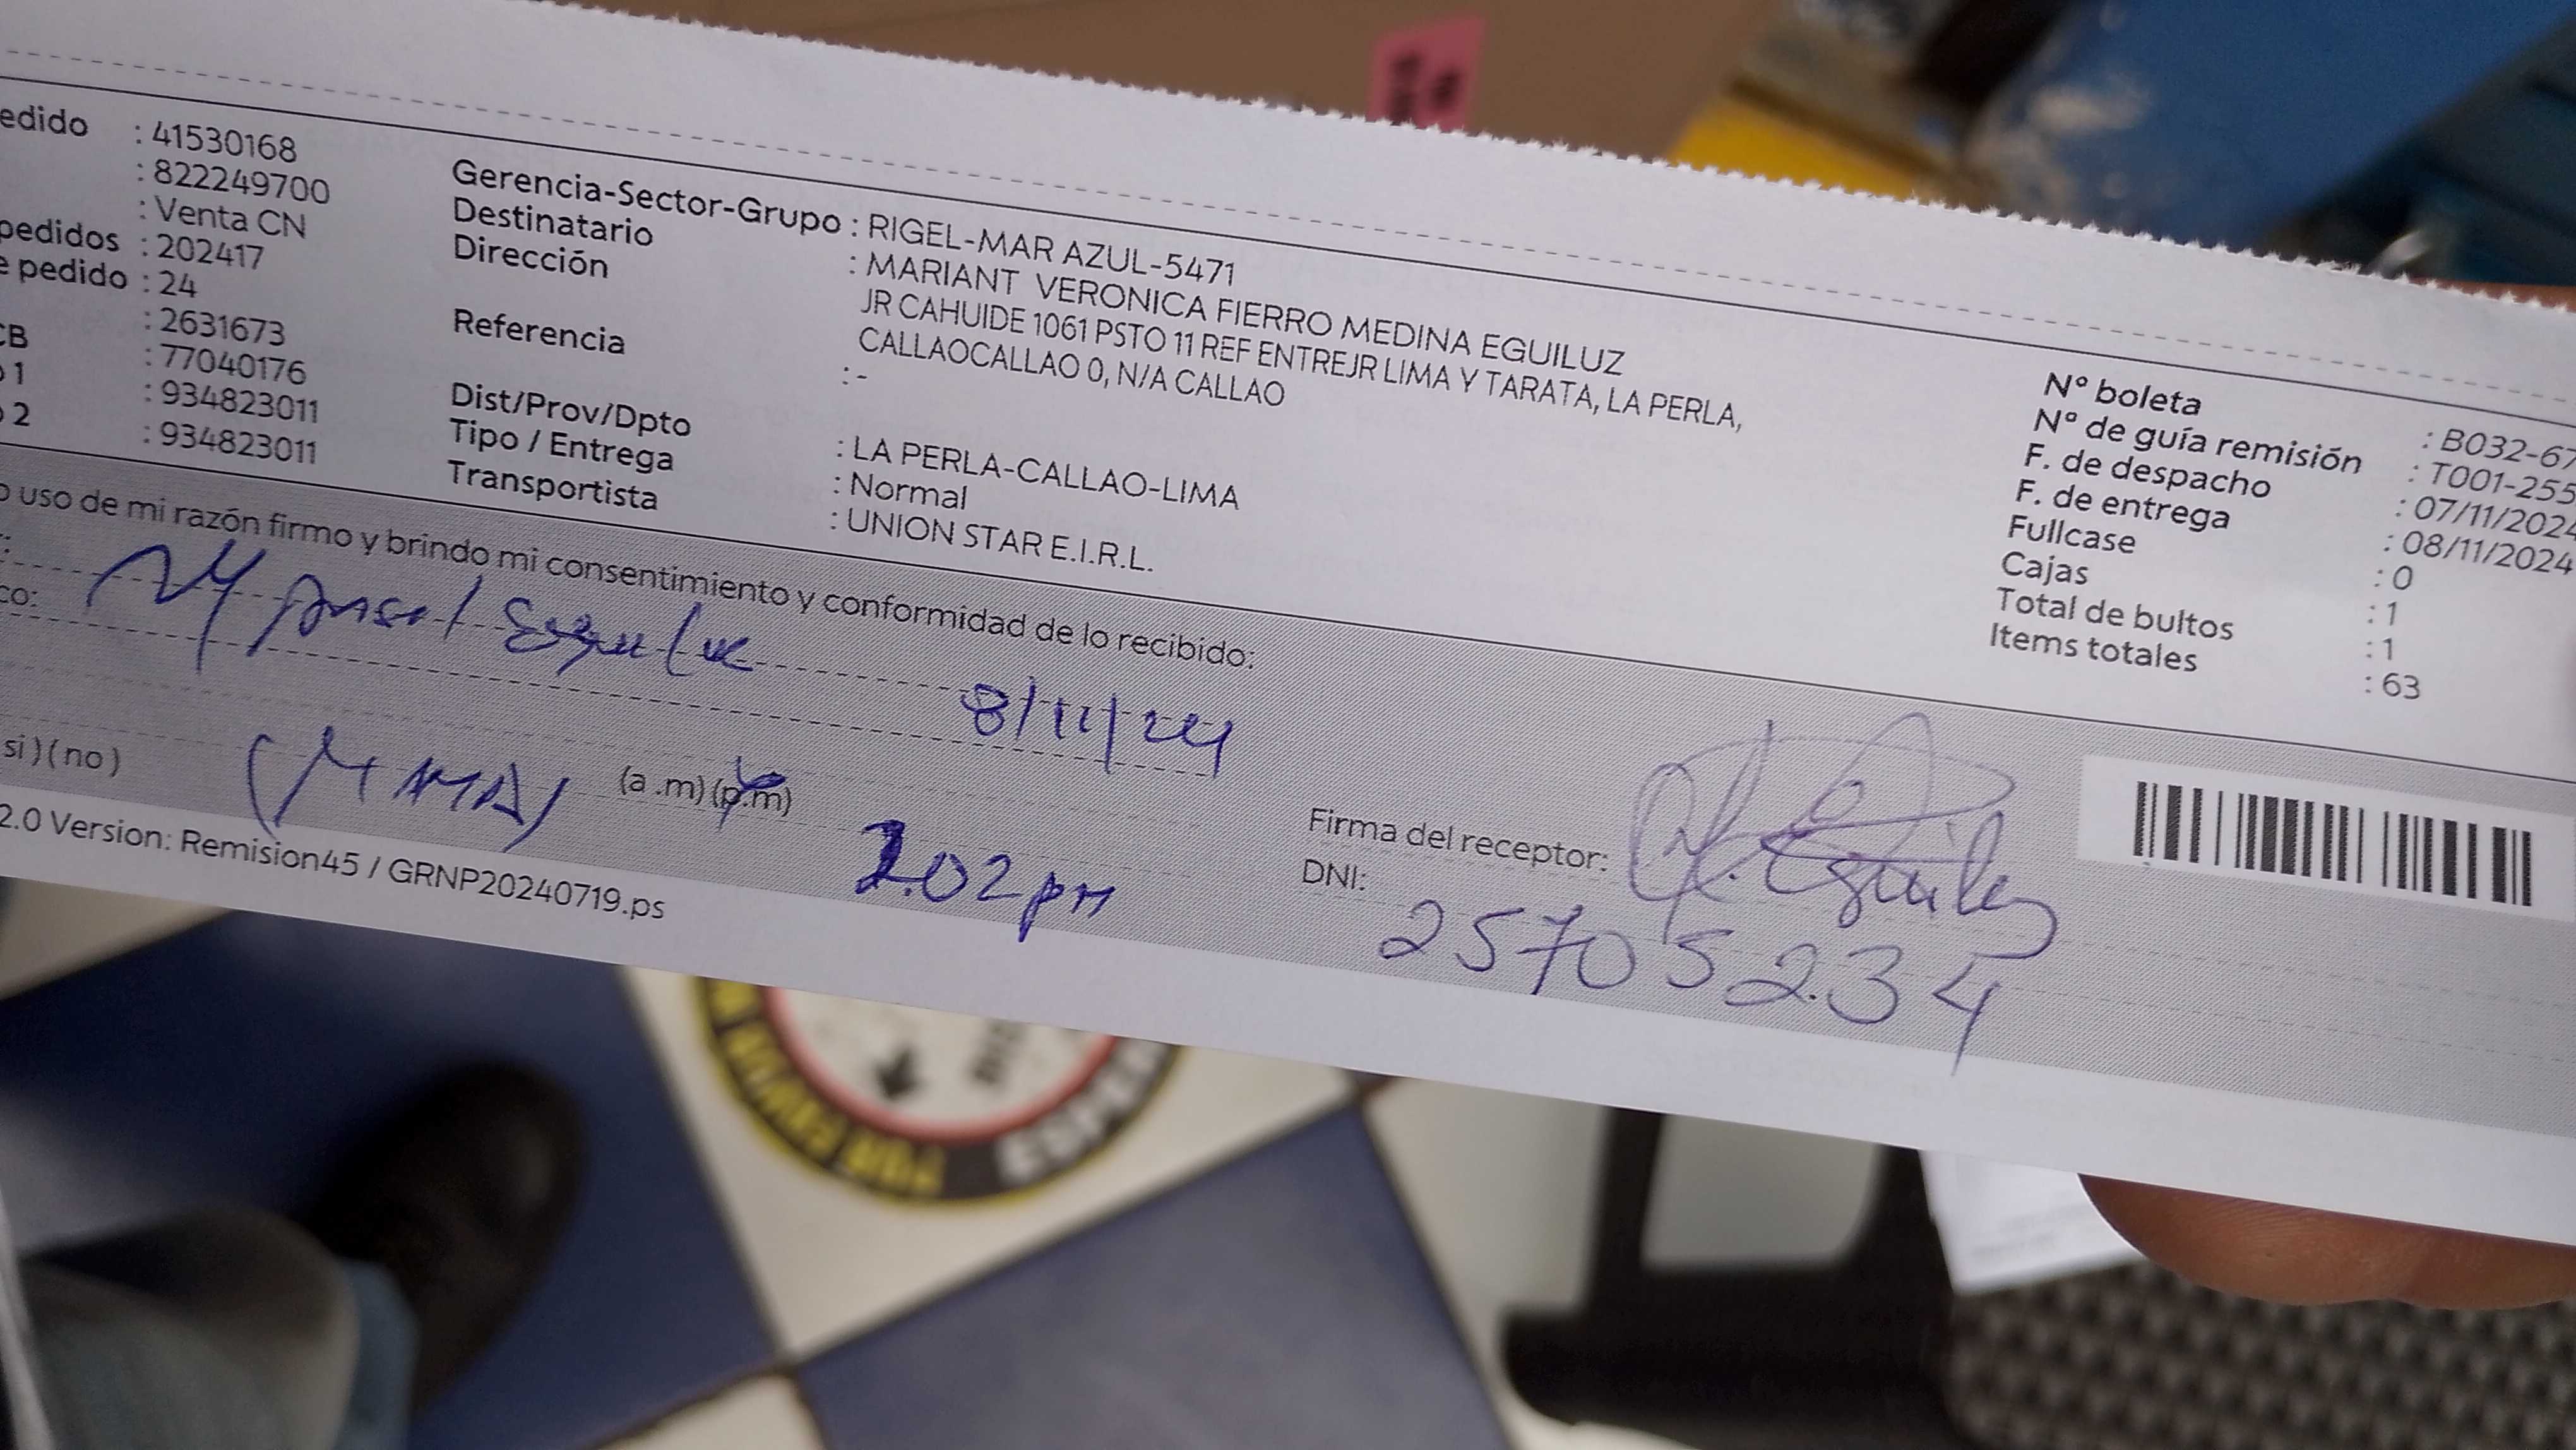 edido : 41530168
: 822249700
: Venta CN
pedidos : 202417
e pedido : 24
: 2631673
CB : 77040176
o 1 : 934823011
o 2 : 934823011
Gerencia-Sector-Grupo : RIGEL-MAR AZUL-5471
Destinatario : MARIANT VERONICA FIERRO MEDINA EGUILUZ
Dirección JR CAHUIDE 1061 PSTO 11 REF ENTREJR LIMA Y TARATA, LA PERLA,
CALLAOCALLAO 0, N/A CALLAO
Referencia : -
Dist/Prov/Dpto : LA PERLA-CALLAO-LIMA
Tipo / Entrega : Normal
Transportista : UNION STAR E.I.R.L.
N° boleta : B032-67
N° de guía remisión : T001-255
F. de despacho : 07/11/2024
F. de entrega : 08/11/2024
Fullcase : 0
Cajas : 1
Total de bultos : 1
Items totales : 63
o uso de mi razón firmo y brindo mi consentimiento y conformidad de lo recibido:
co:
8/11/24
si ) ( no )
(MAMA) (a .m) (p.m)
2.02 pm
Firma del receptor:
DNI: 25705234
2.0 Version: Remision45 / GRNP20240719.ps